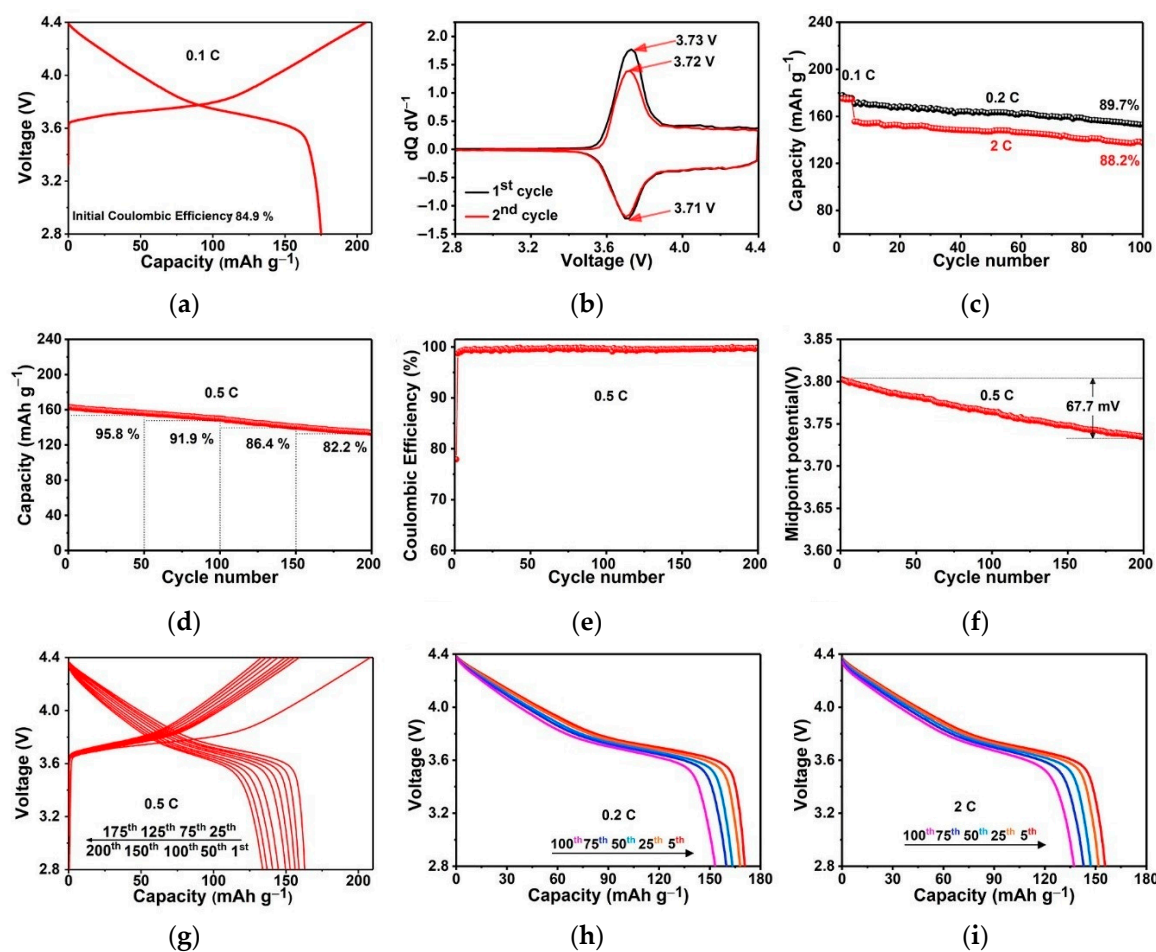 4.4
4.0
3.6
3.2
2.8
Voltage (V)
0.1 C
Initial Coulombic Efficiency 84.9 %
0 50 100 150 200
Capacity (mAh g⁻¹)
(a)
2.0
1.5
1.0
0.5
0.0
−0.5
−1.0
−1.5
dQ dV⁻¹
3.73 V
3.72 V
3.71 V
1st cycle
2nd cycle
2.8 3.2 3.6 4.0 4.4
Voltage (V)
(b)
240
200
160
120
80
Capacity (mAh g⁻¹)
0.1 C
0.2 C
89.7%
2 C
88.2%
0 20 40 60 80 100
Cycle number
(c)
240
200
160
120
80
40
0
Capacity (mAh g⁻¹)
0.5 C
95.8 % 91.9 % 86.4 % 82.2 %
0 50 100 150 200
Cycle number
(d)
100
90
80
70
60
Coulombic Efficiency (%)
0.5 C
0 50 100 150 200
Cycle number
(e)
3.80
3.75
3.70
3.65
3.60
Midpoint potential(V)
0.5 C
67.7 mV
0 50 100 150 200
Cycle number
(f)
4.4
4.0
3.6
3.2
2.8
Voltage (V)
0.5 C
175th 125th 75th 25th
200th 150th 100th 50th 1st
0 50 100 150 200
Capacity (mAh g⁻¹)
(g)
4.4
4.0
3.6
3.2
2.8
Voltage (V)
0.2 C
100th 75th 50th 25th 5th
0 30 60 90 120 150 180
Capacity (mAh g⁻¹)
(h)
4.4
4.0
3.6
3.2
2.8
Voltage (V)
2 C
100th 75th 50th 25th 5th
0 30 60 90 120 150 180
Capacity (mAh g⁻¹)
(i)